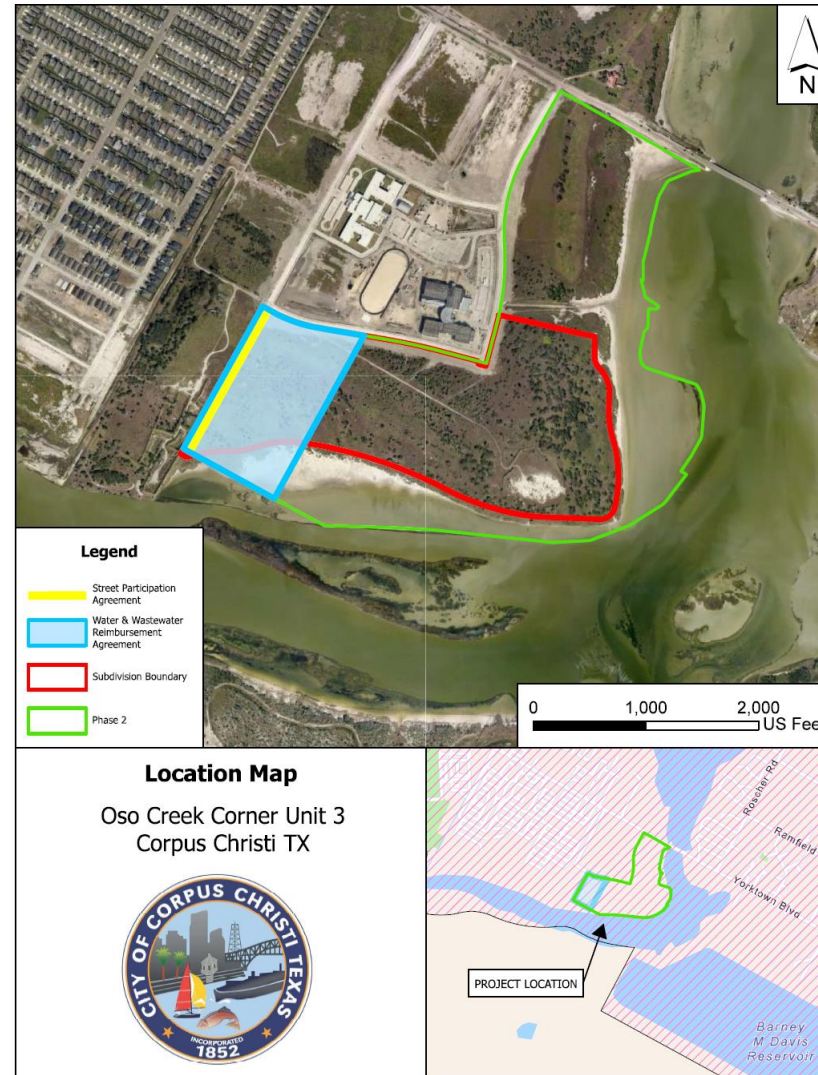 N
Legend
Street Participation
Agreement
Water & Wastewater
Reimbursement
Agreement
Subdivision Boundary
Phase 2
0 1,000 2,000
US Fee
Location Map
Oso Creek Corner Unit 3
Corpus Christi TX
CITY OF CORPUS CHRISTI TEXAS
INCORPORATED
1852
Roscher Rd
Ramfield
Yorktown Blvd
PROJECT LOCATION
Barney
M Davis
Reservoir